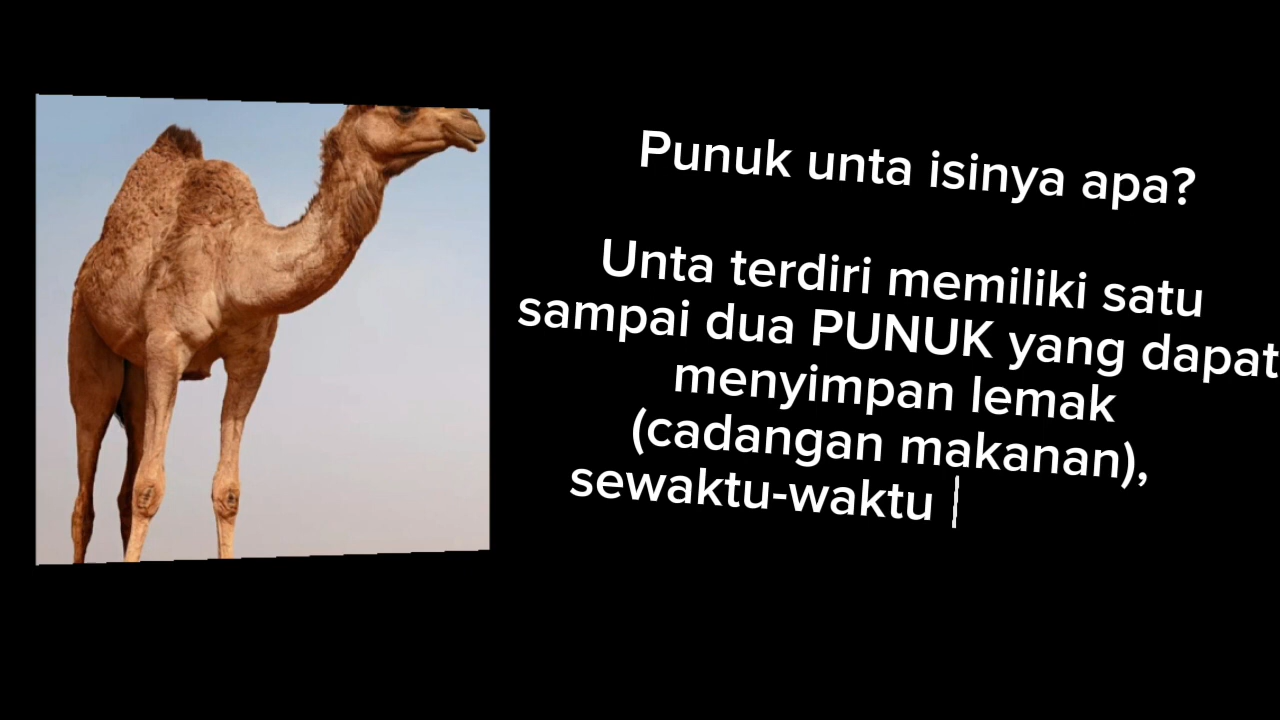 Punuk unta isinya apa?
Unta terdiri memiliki satu
sampai dua PUNUK yang dapat
menyimpan lemak
(cadangan makanan),
sewaktu-waktu